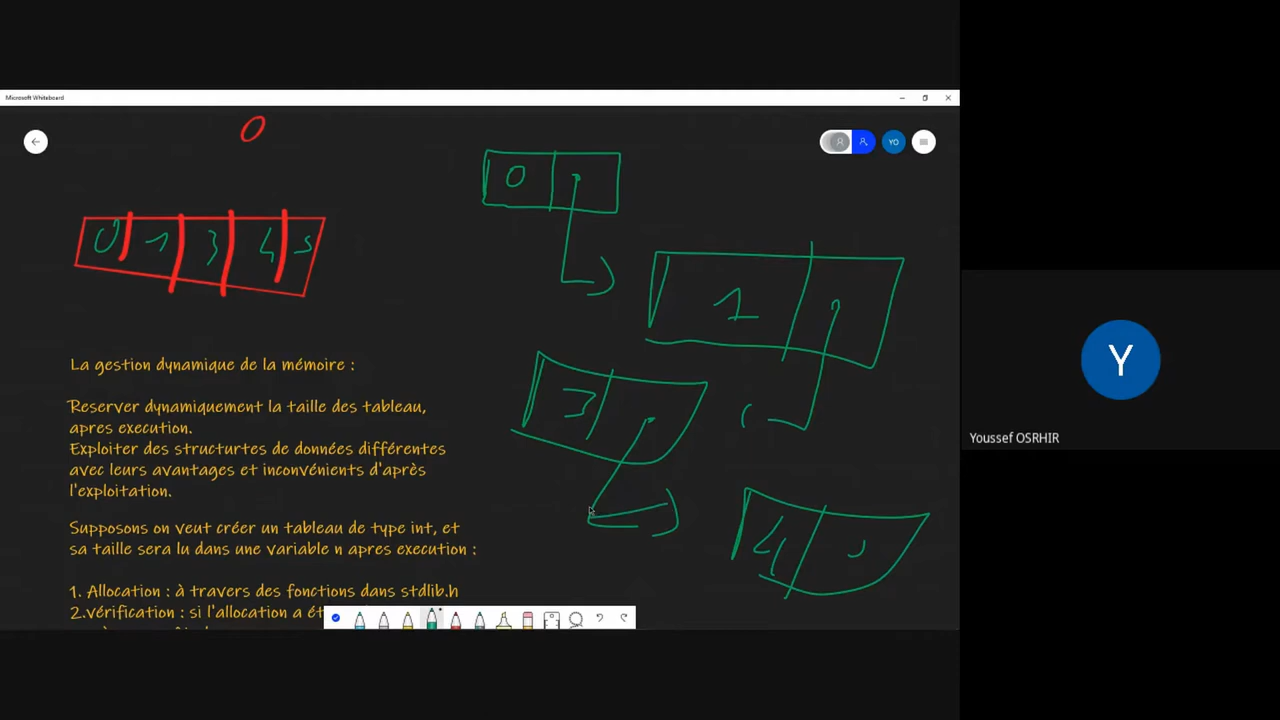 Microsoft Whiteboard
0
YO
0 1 3 4 5
0
1
3
4
La gestion dynamique de la mémoire :
Reserver dynamiquement la taille des tableau,
apres execution.
Exploiter des structurtes de données différentes
avec leurs avantages et inconvénients d'après
l'exploitation.
Supposons on veut créer un tableau de type int, et
sa taille sera lu dans une variable n apres execution :
1. Allocation : à travers des fonctions dans stdlib.h
2.vérification : si l'allocation a ét
Y
Youssef OSRHIR